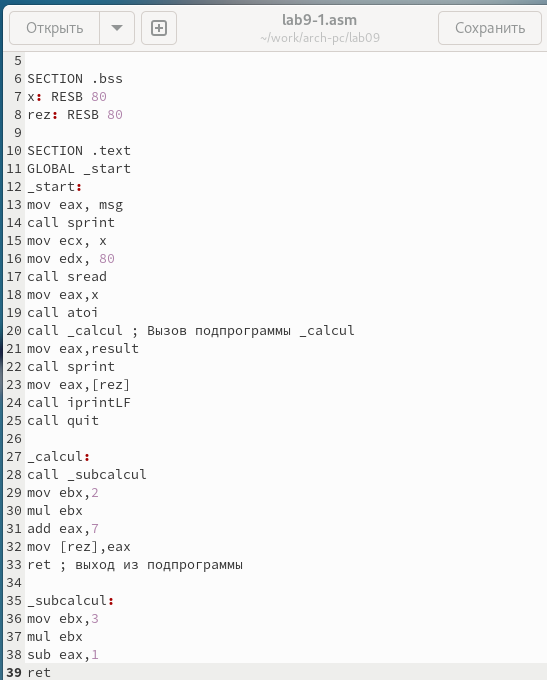 Открыть
lab9-1.asm
~/work/arch-pc/lab09
Сохранить
5
6 SECTION .bss
7 x: RESB 80
8 rez: RESB 80
9
10 SECTION .text
11 GLOBAL _start
12 _start:
13 mov eax, msg
14 call sprint
15 mov ecx, x
16 mov edx, 80
17 call sread
18 mov eax,x
19 call atoi
20 call _calcul ; Вызов подпрограммы _calcul
21 mov eax,result
22 call sprint
23 mov eax,[rez]
24 call iprintLF
25 call quit
26
27 _calcul:
28 call _subcalcul
29 mov ebx,2
30 mul ebx
31 add eax,7
32 mov [rez],eax
33 ret ; выход из подпрограммы
34
35 _subcalcul:
36 mov ebx,3
37 mul ebx
38 sub eax,1
39 ret